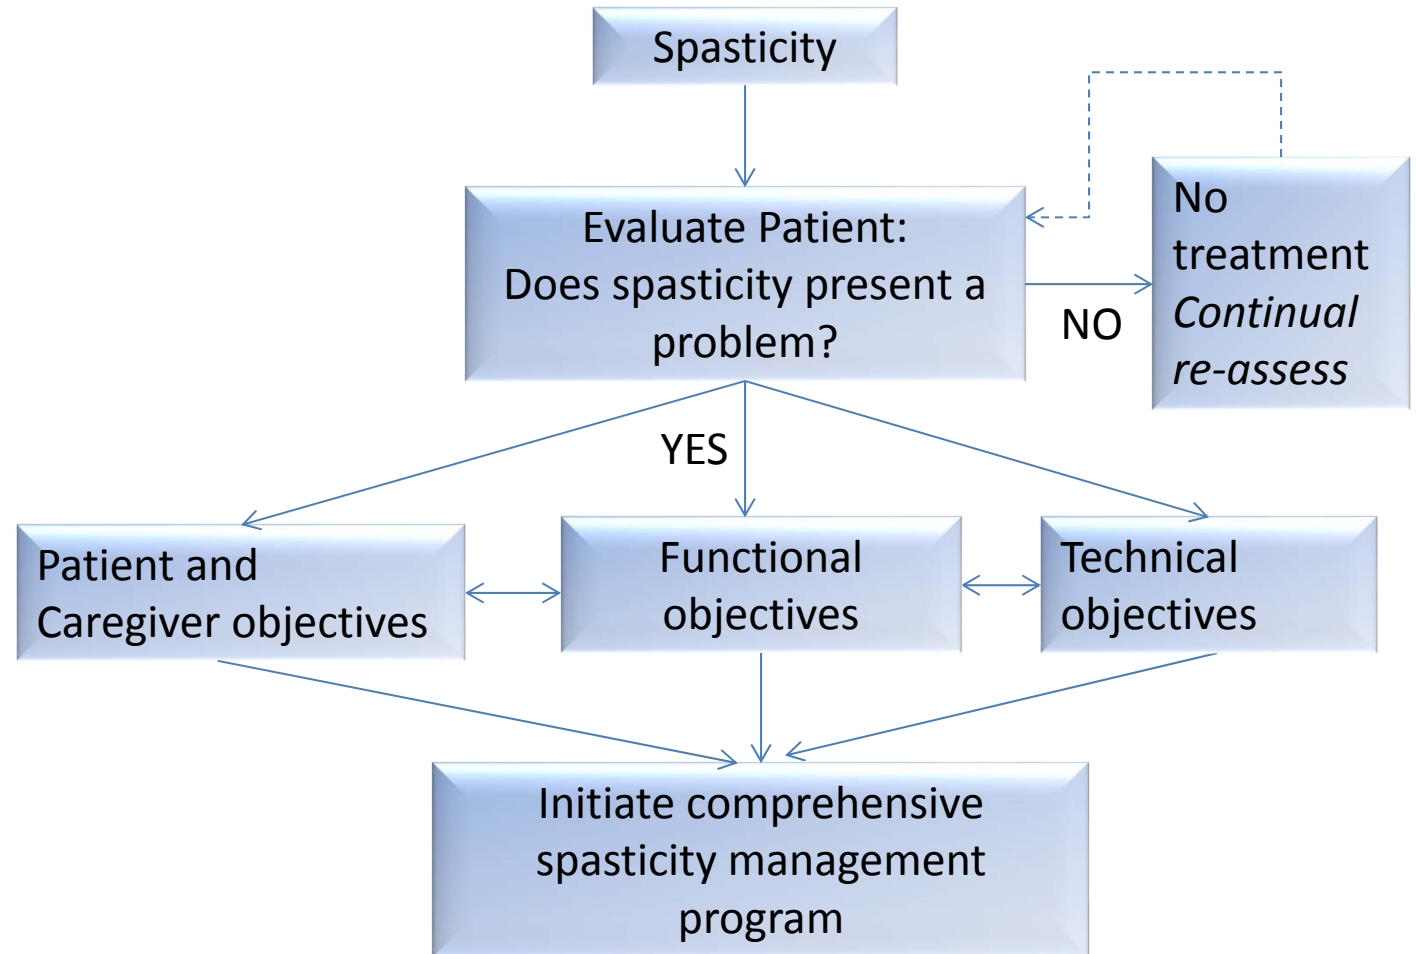 Spasticity
Evaluate Patient:
Does spasticity present a
problem?
NO
No
treatment
Continual
re-assess
YES
Patient and
Caregiver objectives
Functional
objectives
Technical
objectives
Initiate comprehensive
spasticity management
program